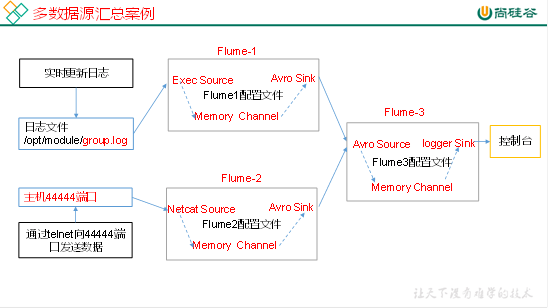 多数据源汇总案例
尚硅谷
实时更新日志
日志文件
/opt/module/group.log
Flume-1
Exec Source
Avro Sink
Flume1配置文件
Memory Channel
主机44444端口
通过telnet向44444端
口发送数据
Flume-2
Netcat Source
Avro Sink
Flume2配置文件
Memory Channel
Flume-3
Avro Source
logger Sink
Flume3配置文件
Memory Channel
控制台
让天下没有难学的技术